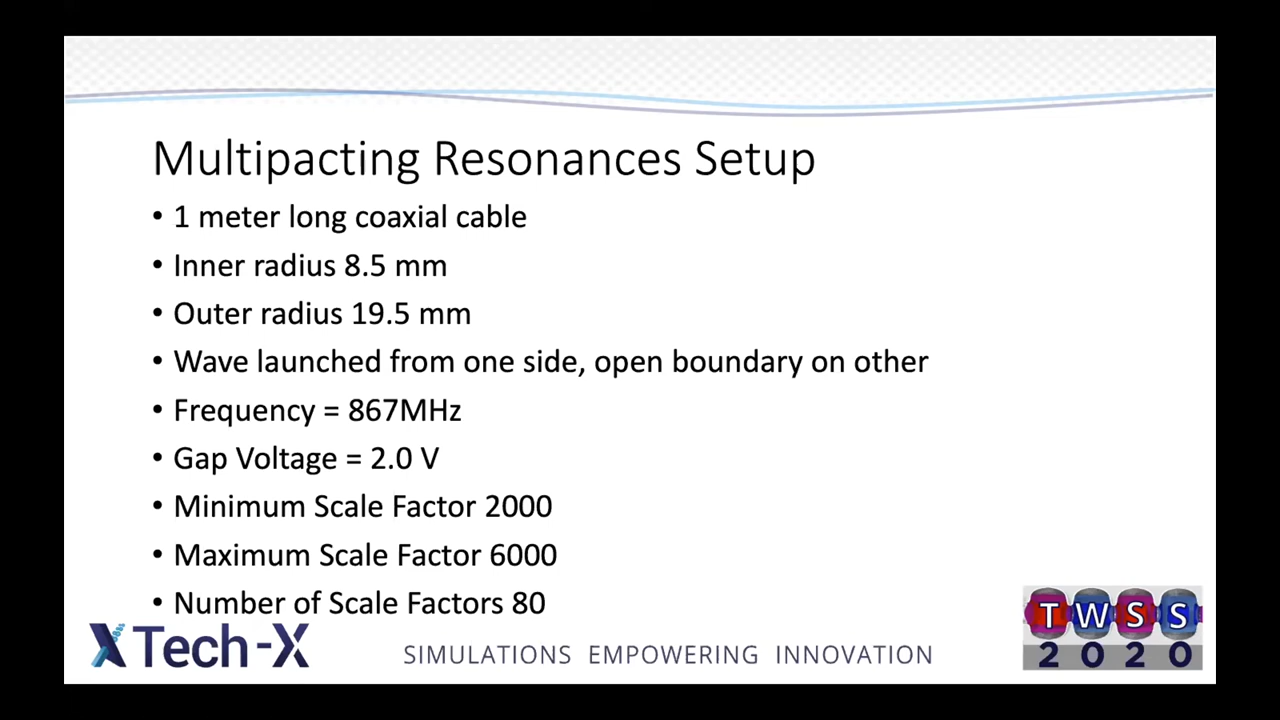 Multipacting Resonances Setup
• 1 meter long coaxial cable
• Inner radius 8.5 mm
• Outer radius 19.5 mm
• Wave launched from one side, open boundary on other
• Frequency = 867MHz
• Gap Voltage = 2.0 V
• Minimum Scale Factor 2000
• Maximum Scale Factor 6000
• Number of Scale Factors 80
Tech-X
SIMULATIONS EMPOWERING INNOVATION
TWSS
2020